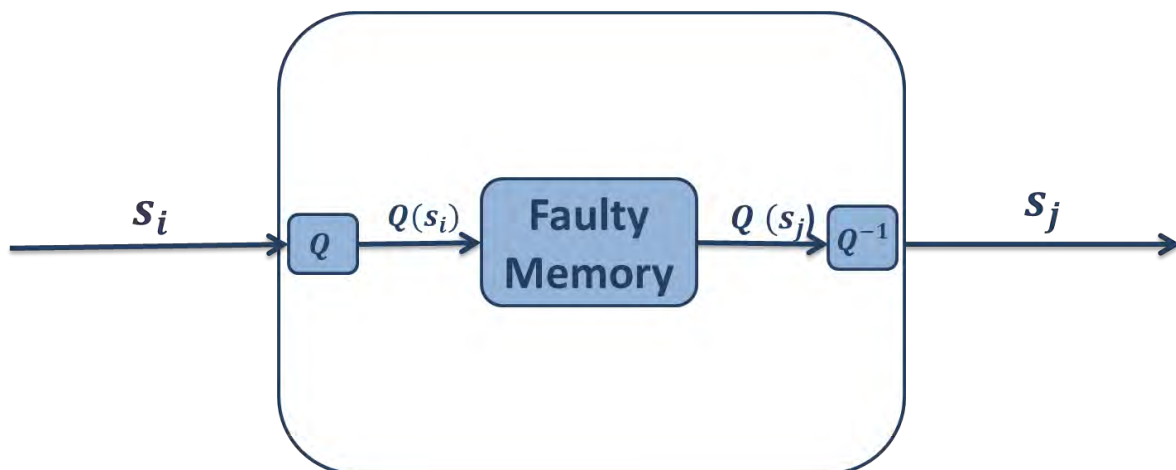 s_i
Q
Q(s_i)
Faulty
Memory
Q (s_j)
Q⁻¹
s_j